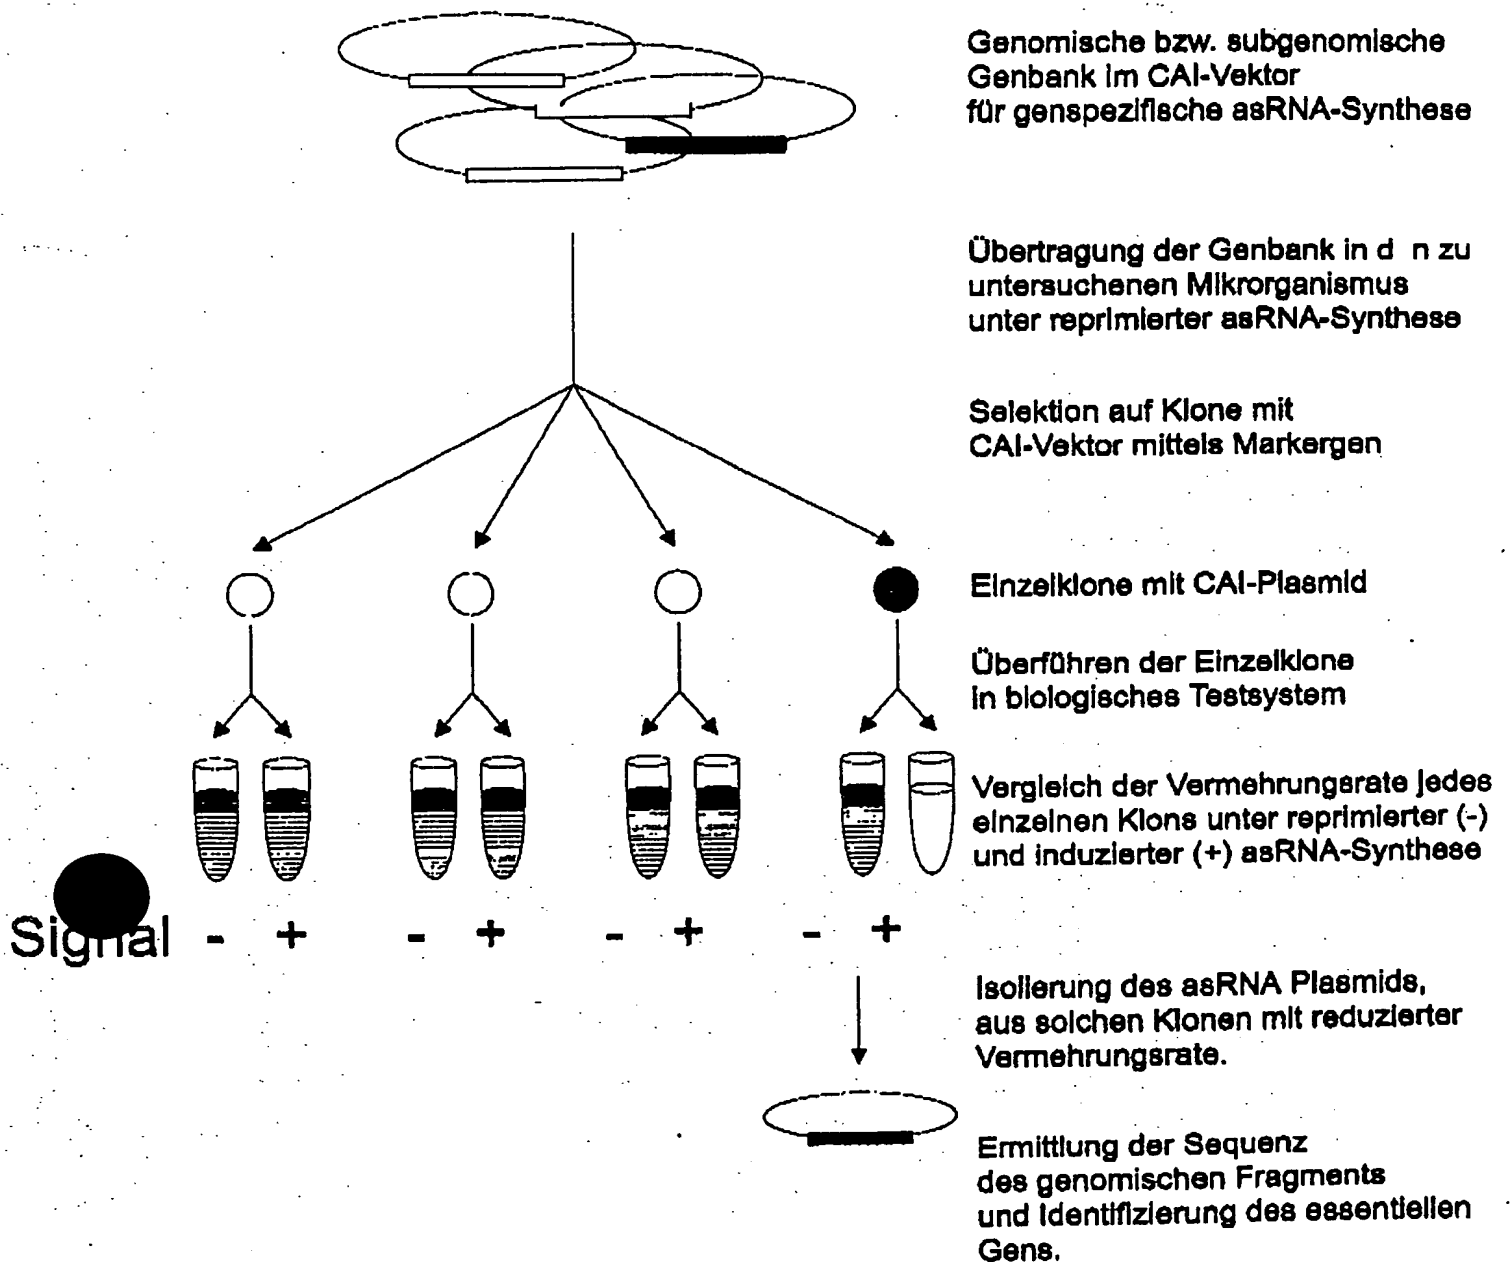 Genomische bzw. subgenomische
Genbank im CAI-Vektor
für genspezifische asRNA-Synthese
Übertragung der Genbank in d n zu
untersuchenen Mikrorganismus
unter reprimierter asRNA-Synthese
Selektion auf Klone mit
CAI-Vektor mittels Markergen
Einzelklone mit CAI-Plasmid
Überführen der Einzelklone
in biologisches Testsystem
Vergleich der Vermehrungsrate jedes
einzelnen Klons unter reprimierter (-)
und induzierter (+) asRNA-Synthese
Signal - + - + - + - +
Isolierung des asRNA Plasmids,
aus solchen Klonen mit reduzierter
Vermehrungsrate.
Ermittlung der Sequenz
des genomischen Fragments
und Identifizierung des essentiellen
Gens.